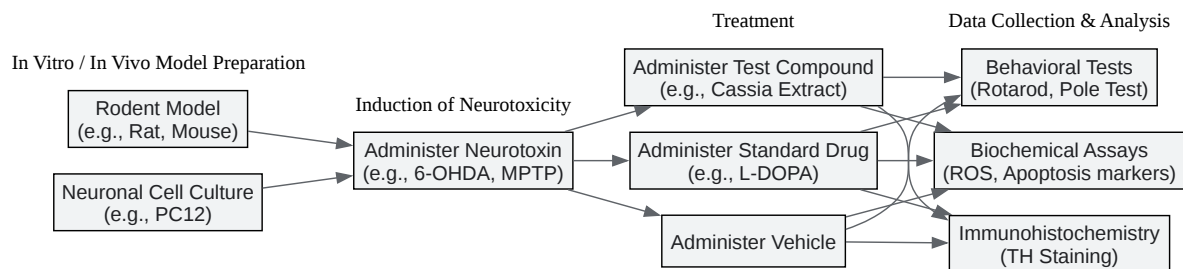 In Vitro / In Vivo Model Preparation
Rodent Model
(e.g., Rat, Mouse)
Neuronal Cell Culture
(e.g., PC12)
Induction of Neurotoxicity
Administer Neurotoxin
(e.g., 6-OHDA, MPTP)
Treatment
Administer Test Compound
(e.g., Cassia Extract)
Administer Standard Drug
(e.g., L-DOPA)
Administer Vehicle
Data Collection & Analysis
Behavioral Tests
(Rotarod, Pole Test)
Biochemical Assays
(ROS, Apoptosis markers)
Immunohistochemistry
(TH Staining)